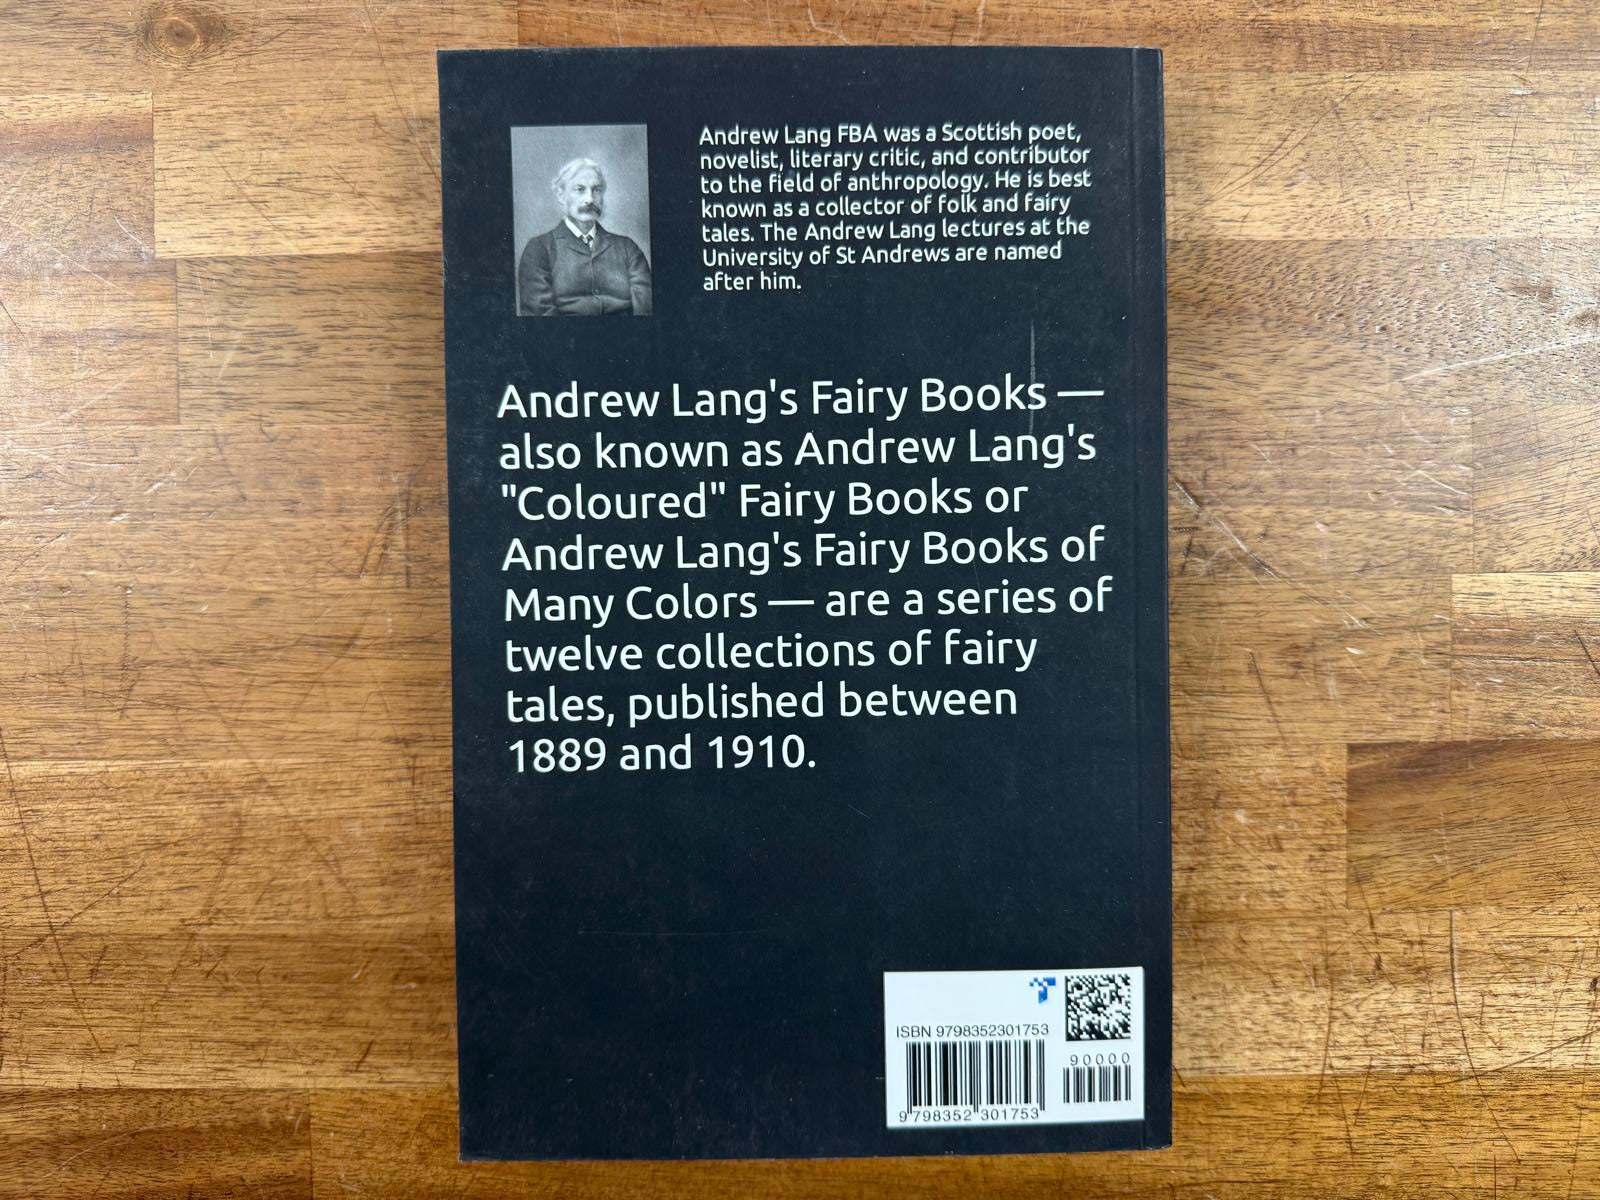 Andrew Lang FBA was a Scottish poet,
novelist, literary critic, and contributor
to the field of anthropology. He is best
known as a collector of folk and fairy
tales. The Andrew Lang lectures at the
University of St Andrews are named
after him.
Andrew Lang's Fairy Books —
also known as Andrew Lang's
"Coloured" Fairy Books or
Andrew Lang's Fairy Books of
Many Colors — are a series of
twelve collections of fairy
tales, published between
1889 and 1910.
ISBN 9798352301753
90000
9 798352 301753